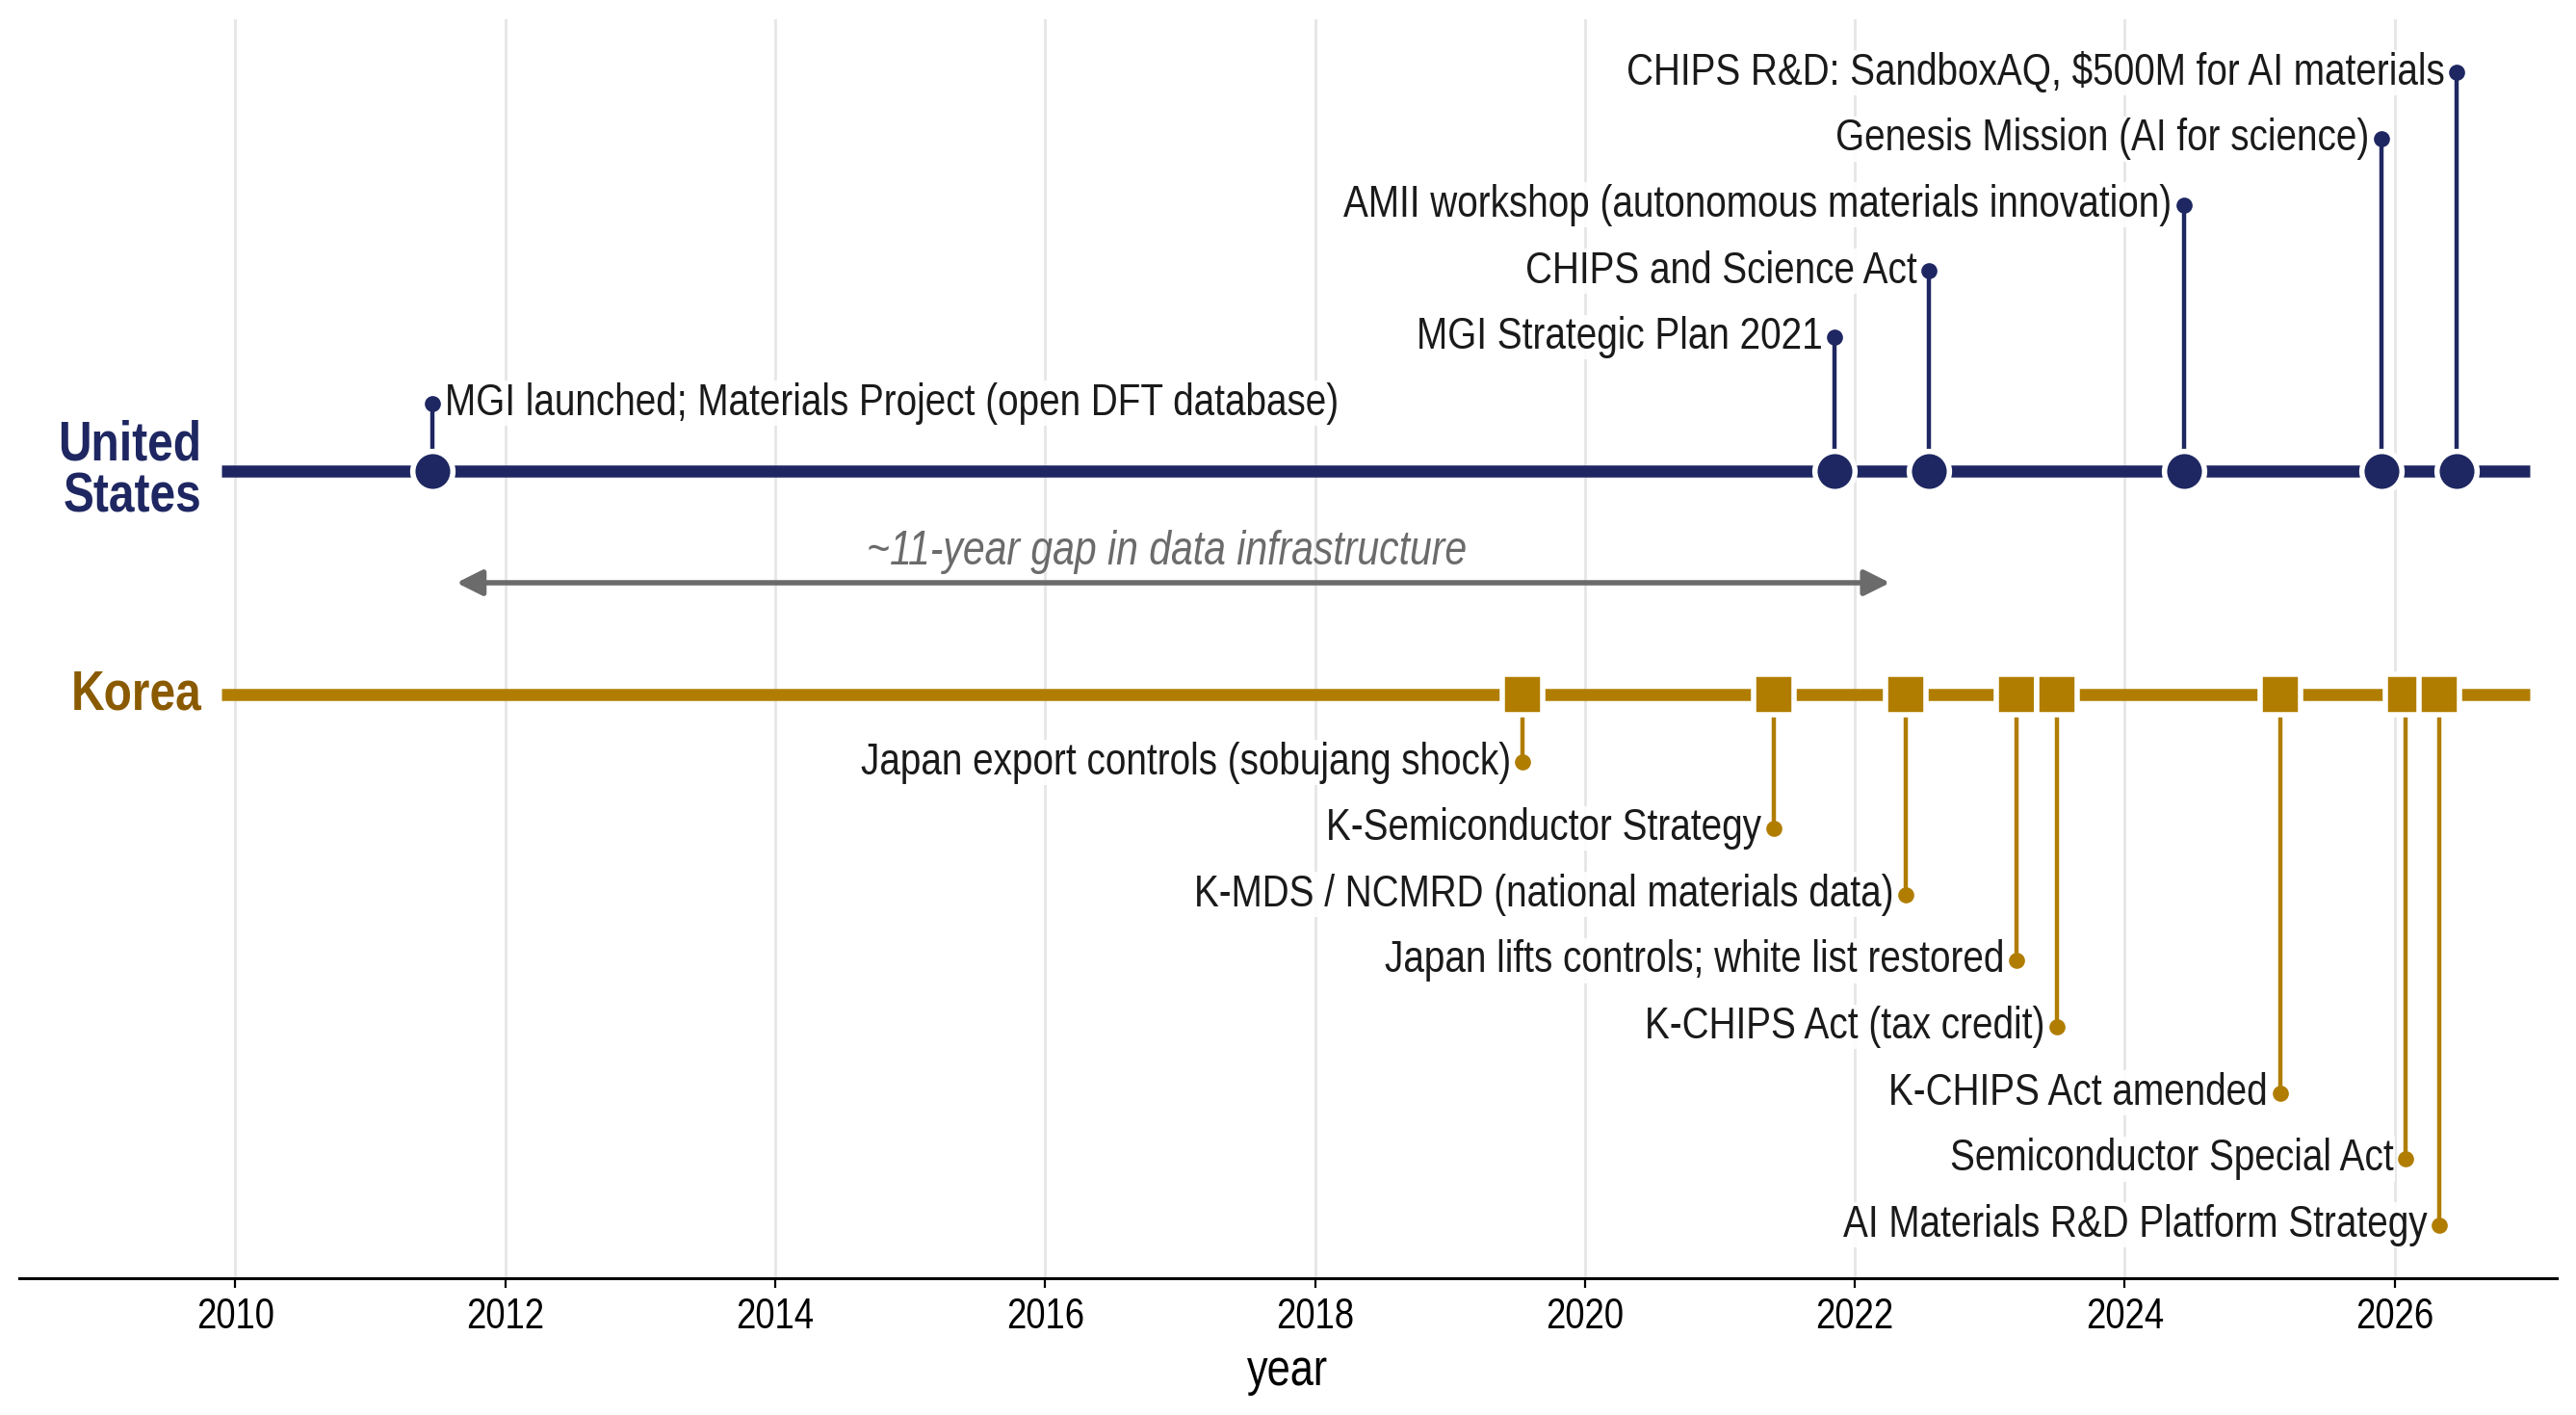 CHIPS R&D: SandboxAQ, $500M for AI materials
Genesis Mission (AI for science)
AMII workshop (autonomous materials innovation)
CHIPS and Science Act
MGI Strategic Plan 2021
MGI launched; Materials Project (open DFT database)
United
States
~11-year gap in data infrastructure
Korea
Japan export controls (sobujang shock)
K-Semiconductor Strategy
K-MDS / NCMRD (national materials data)
Japan lifts controls; white list restored
K-CHIPS Act (tax credit)
K-CHIPS Act amended
Semiconductor Special Act
AI Materials R&D Platform Strategy
2010 2012 2014 2016 2018 2020 2022 2024 2026
year